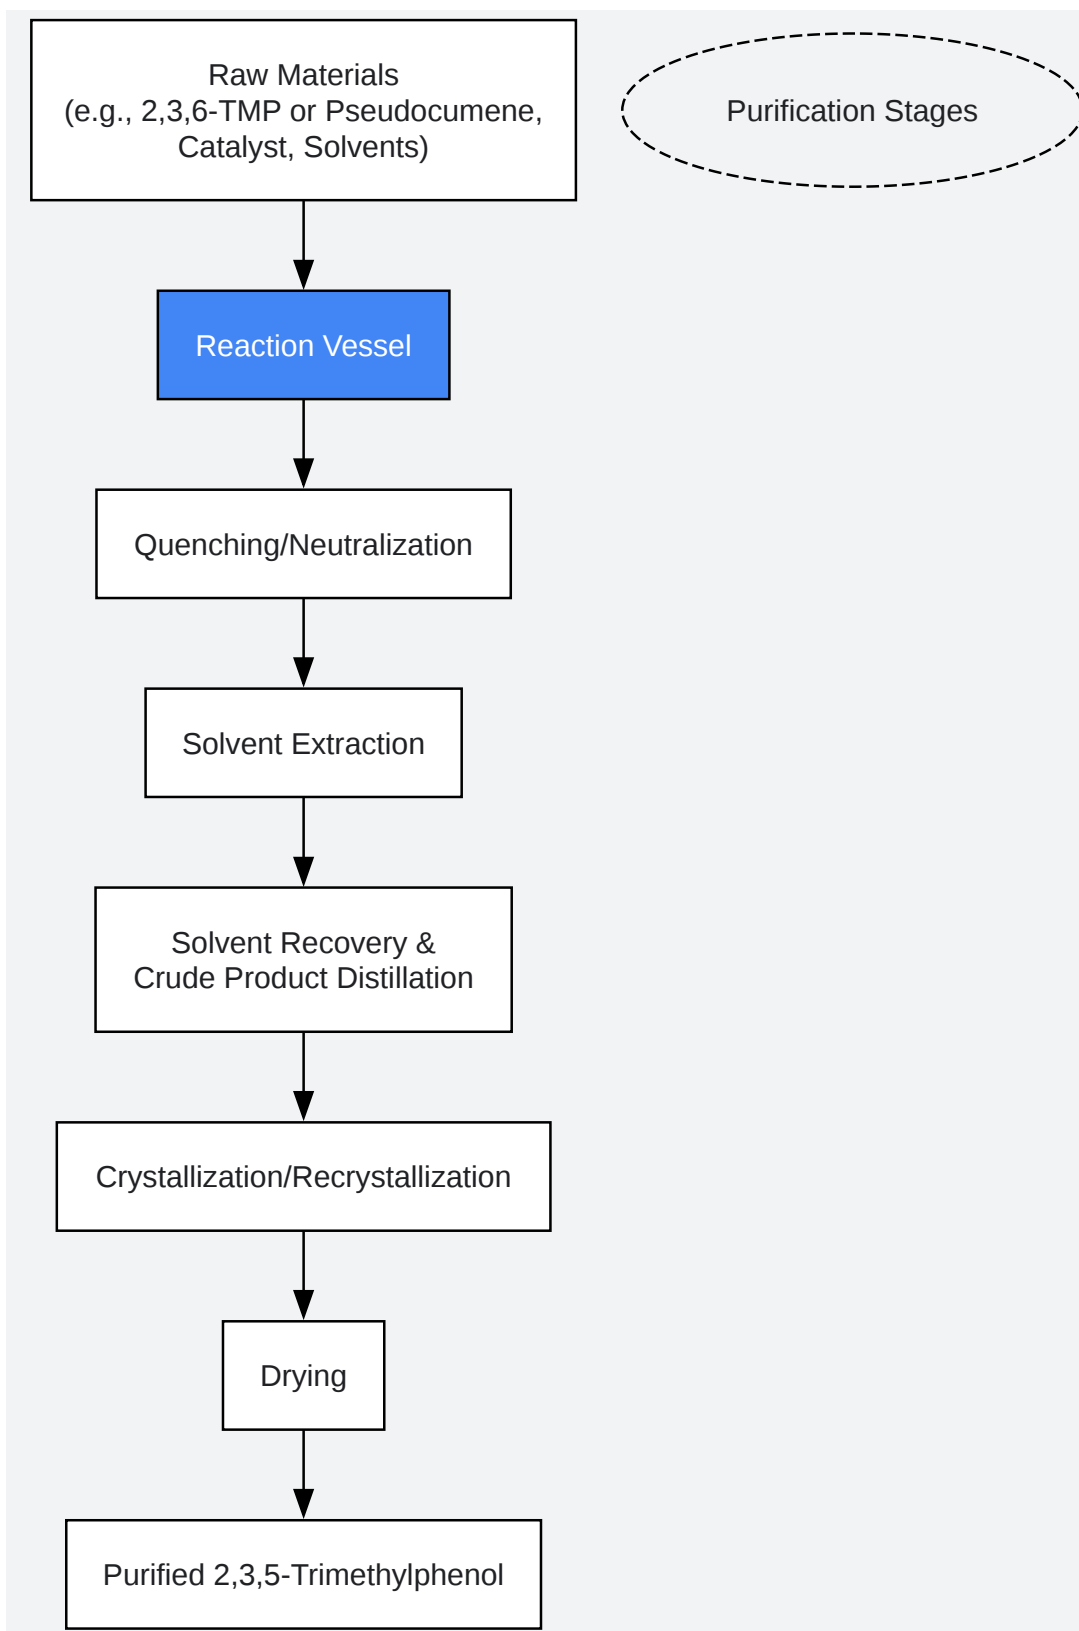 Raw Materials
(e.g., 2,3,6-TMP or Pseudocumene,
Catalyst, Solvents)
Purification Stages
Reaction Vessel
Quenching/Neutralization
Solvent Extraction
Solvent Recovery &
Crude Product Distillation
Crystallization/Recrystallization
Drying
Purified 2,3,5-Trimethylphenol